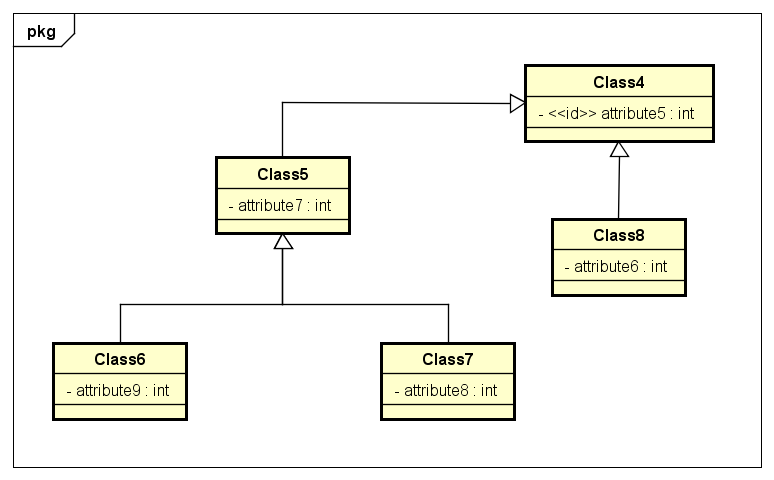 pkg
Class4
- <<id>> attribute5 : int
Class5
- attribute7 : int
Class8
- attribute6 : int
Class6
- attribute9 : int
Class7
- attribute8 : int